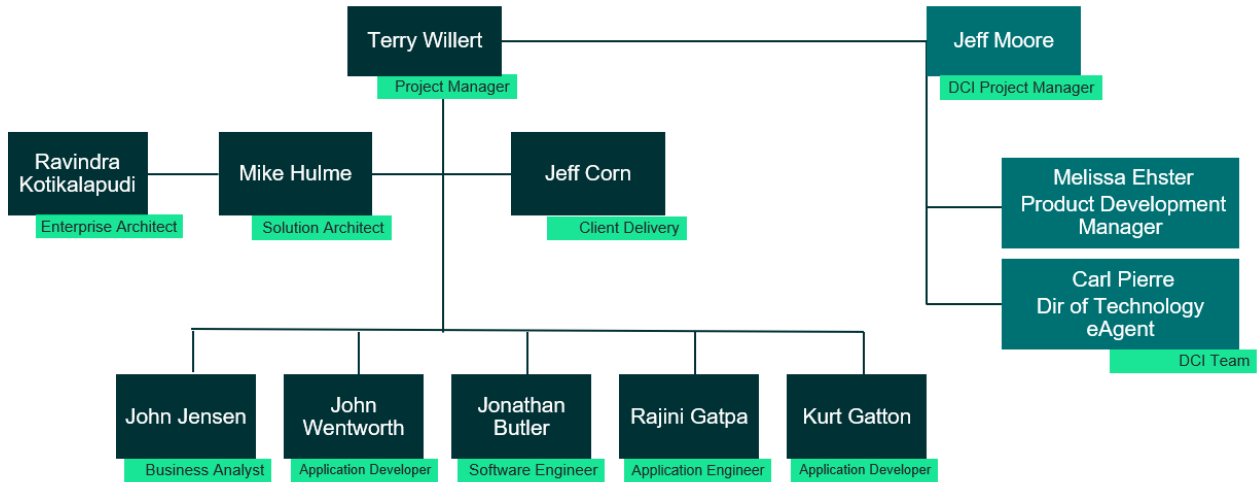 Terry Willert
Project Manager
Jeff Moore
DCI Project Manager
Ravindra
Kotikalapudi
Enterprise Architect
Mike Hulme
Solution Architect
Jeff Corn
Client Delivery
Melissa Ehster
Product Development
Manager
Carl Pierre
Dir of Technology
eAgent
DCI Team
John Jensen
Business Analyst
John
Wentworth
Application Developer
Jonathan
Butler
Software Engineer
Rajini Gatpa
Application Engineer
Kurt Gatton
Application Developer